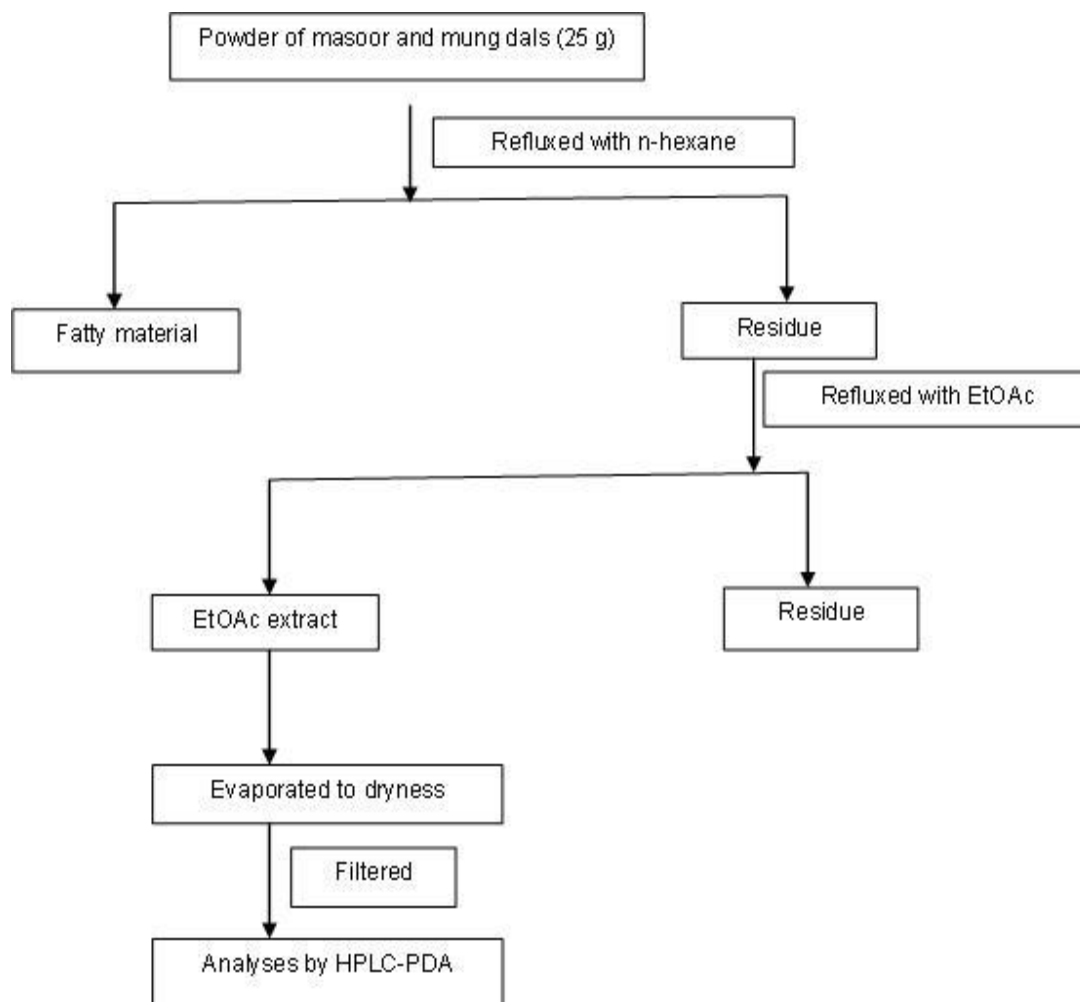 Powder of masoor and mung dals (25 g)
Refluxed with n-hexane
Fatty material
Residue
Refluxed with EtOAc
EtOAc extract
Residue
Evaporated to dryness
Filtered
Analyses by HPLC-PDA